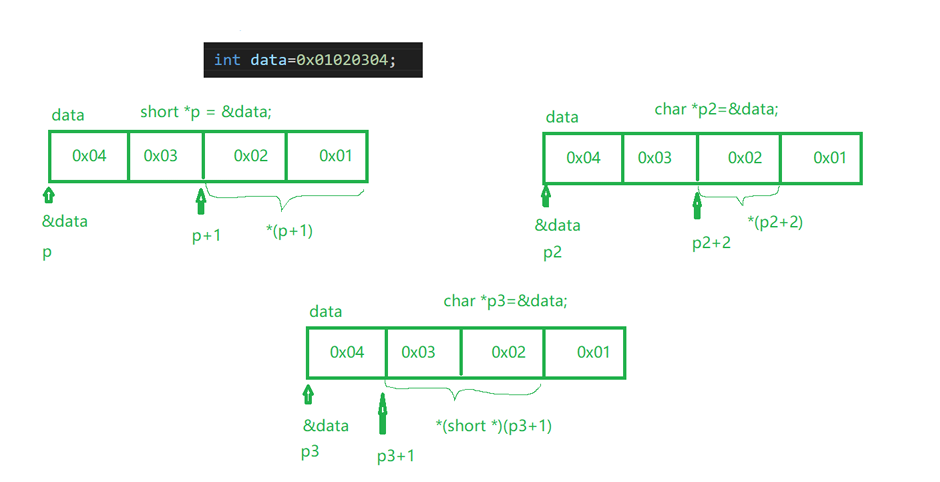 int data=0x01020304;
data
short *p = &data;
0x04 0x03 0x02 0x01
&data
p
p+1
*(p+1)
data
char *p2=&data;
0x04 0x03 0x02 0x01
&data
p2
p2+2
*(p2+2)
data
char *p3=&data;
0x04 0x03 0x02 0x01
&data
p3
p3+1
*(short *)(p3+1)